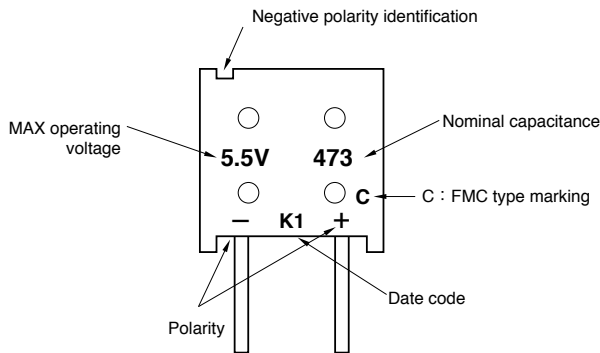 Negative polarity identification
MAX operating
voltage
Nominal capacitance
5.5V 473
C
C : FMC type marking
− K1 +
Date code
Polarity